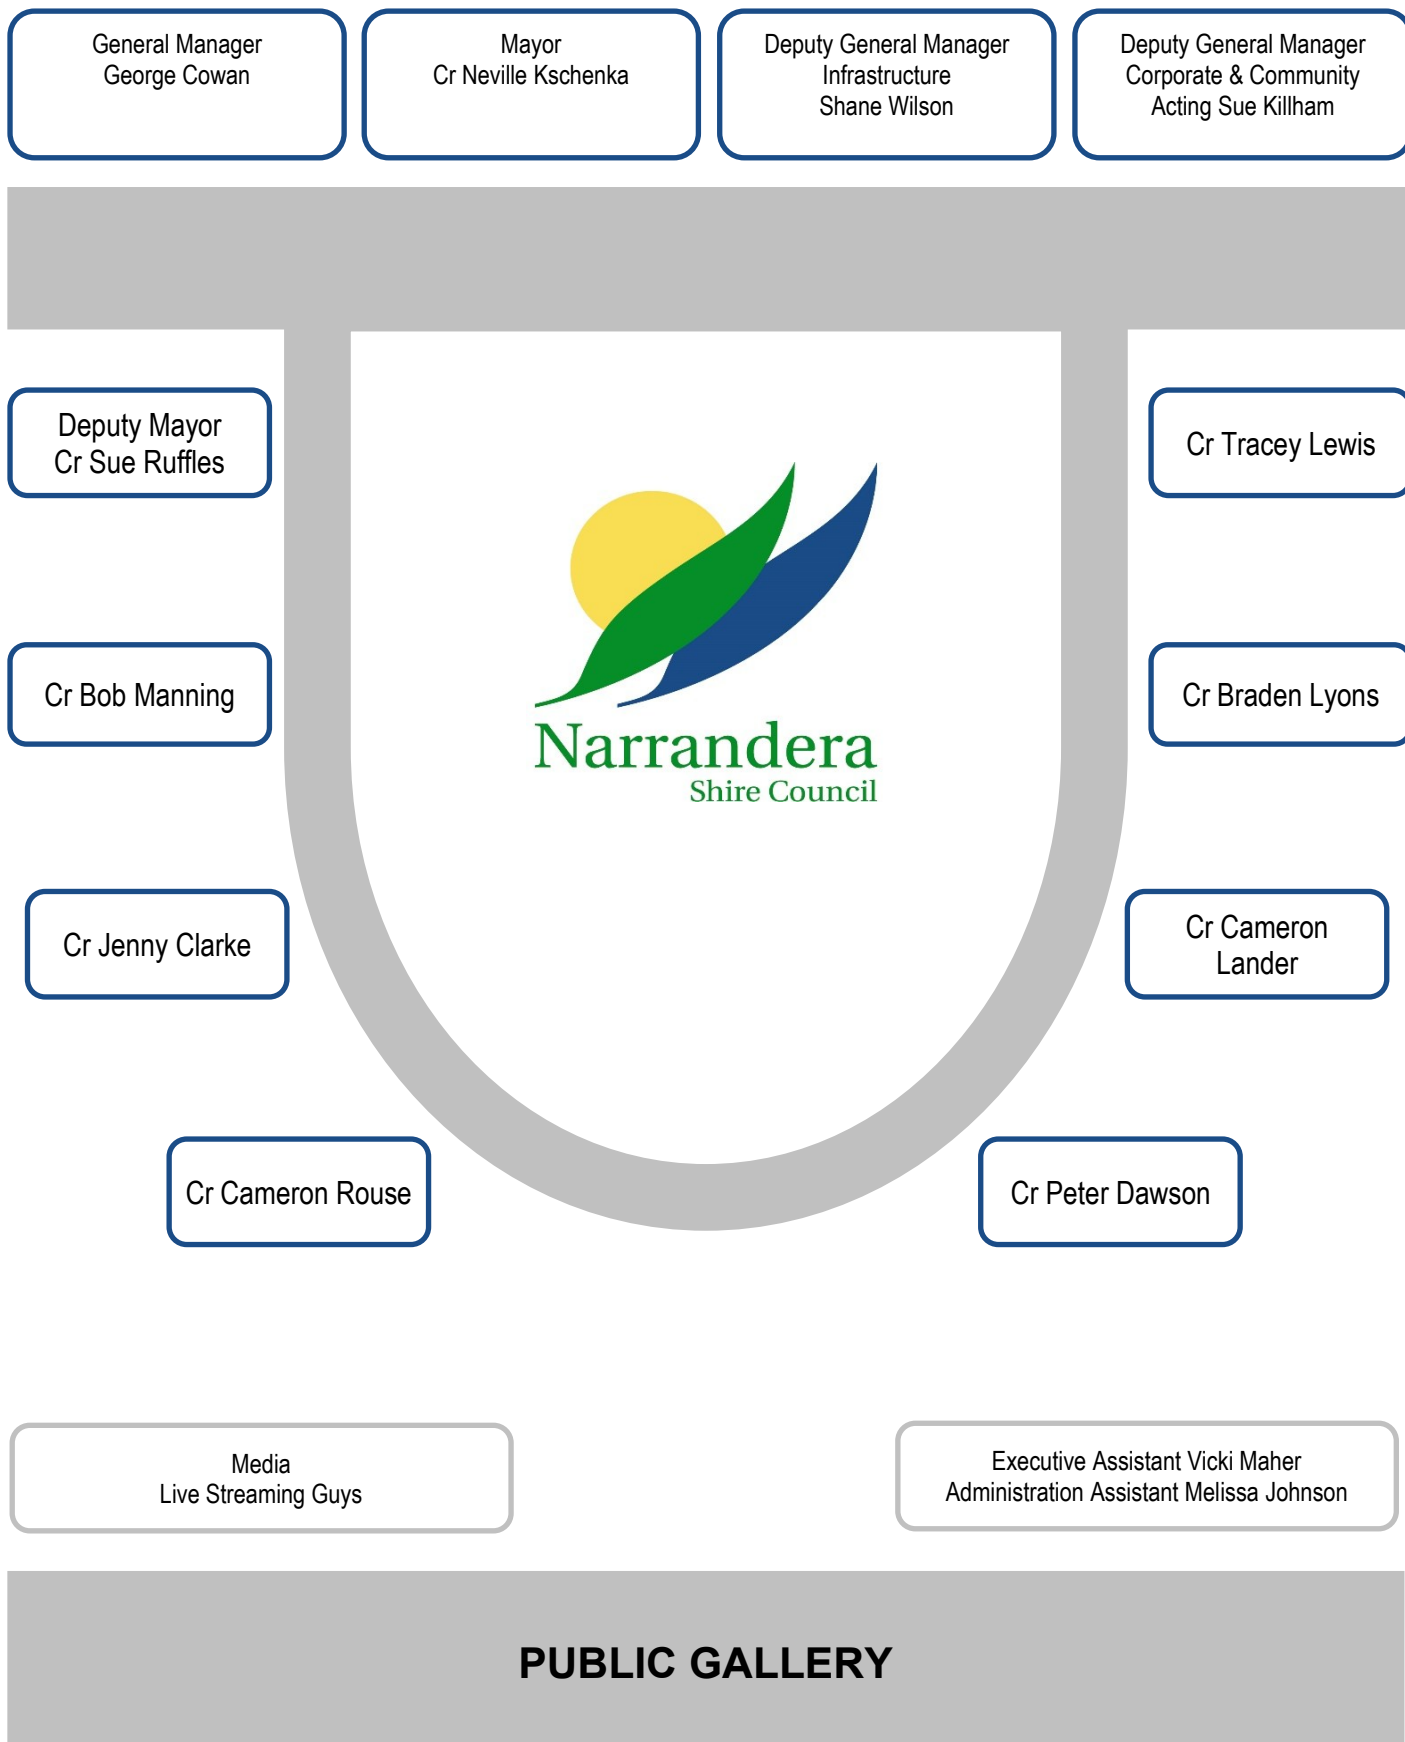 General Manager
George Cowan
Mayor
Cr Neville Kschenka
Deputy General Manager
Infrastructure
Shane Wilson
Deputy General Manager
Corporate & Community
Acting Sue Killham
Deputy Mayor
Cr Sue Ruffles
Cr Tracey Lewis
Cr Bob Manning
Cr Braden Lyons
Narrandera
Shire Council
Cr Jenny Clarke
Cr Cameron
Lander
Cr Cameron Rouse
Cr Peter Dawson
Media
Live Streaming Guys
Executive Assistant Vicki Maher
Administration Assistant Melissa Johnson
PUBLIC GALLERY